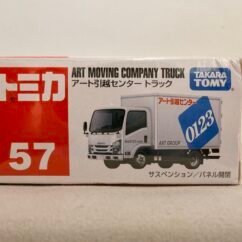 トミカ
57
ART MOVING COMPANY TRUCK
アート引越センター トラック
TAKARA
TOMY
アート引越センター
0123
ART GROUP
サスペンション／パネル開閉